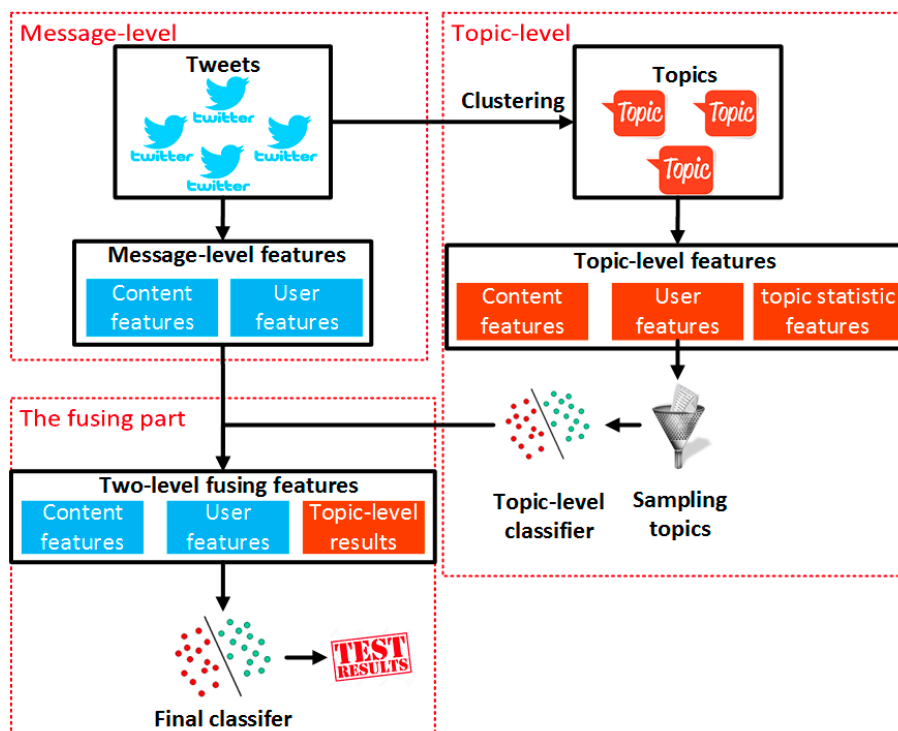 Message-level
Tweets
twitter
twitter
twitter
twitter
Message-level features
Content
features
User
features
Clustering
Topic-level
Topics
Topic
Topic
Topic
Topic-level features
Content
features
User
features
topic statistic
features
Topic-level
classifier
Sampling
topics
The fusing part
Two-level fusing features
Content
features
User
features
Topic-level
results
Final classifer
TEST
RESULTS